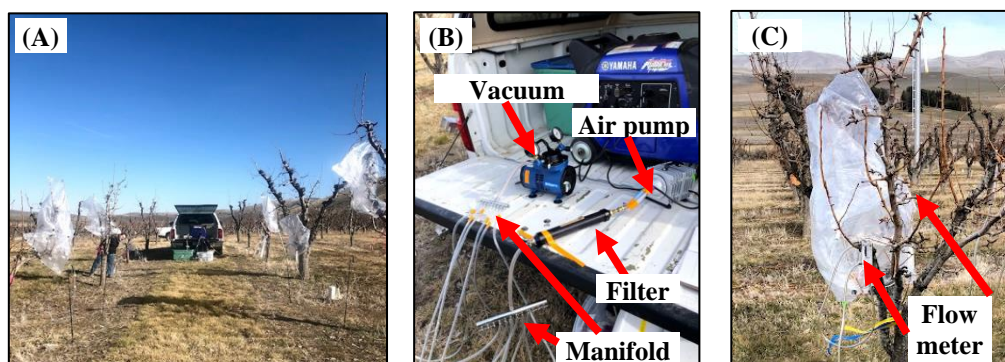 (A)
(B)
YAMAHA
Vacuum
Air pump
Filter
Manifold
(C)
Flow
meter